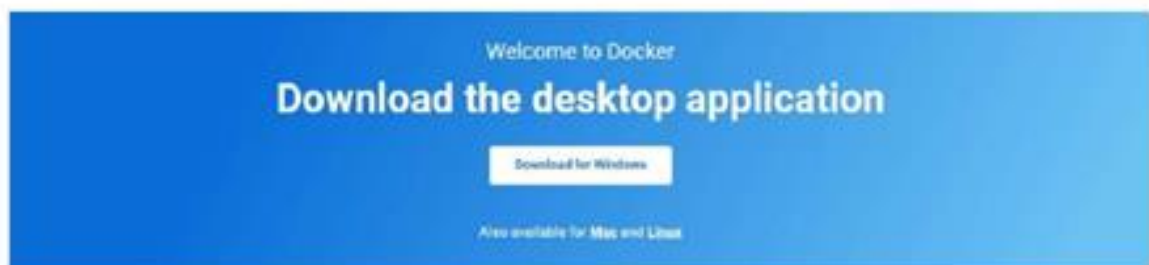 Welcome to Docker
Download the desktop application
Download for Windows
Also available for Mac and Linux